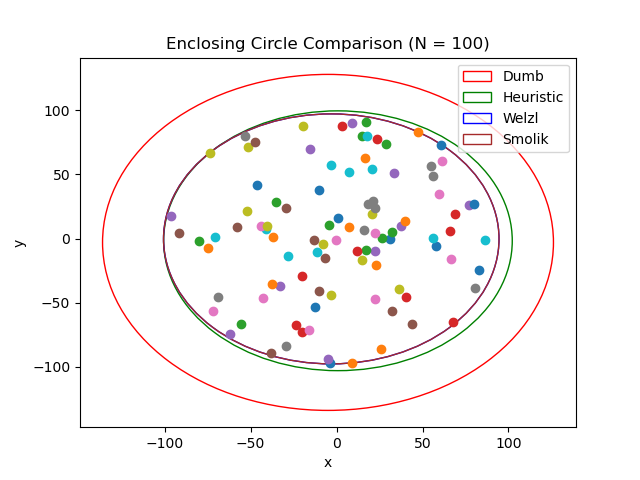 Enclosing Circle Comparison (N = 100)
Dumb
Heuristic
Welzl
Smolik
100
50
0
−50
−100
y
−100
−50
0
50
100
x